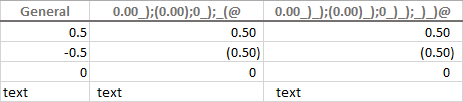 General 0.00_);(0.00);0_);_(@ 0.00_)_);(0.00)_);0_)_);_)_)@
0.5 0.50 0.50
-0.5 (0.50) (0.50)
0 0 0
text text text